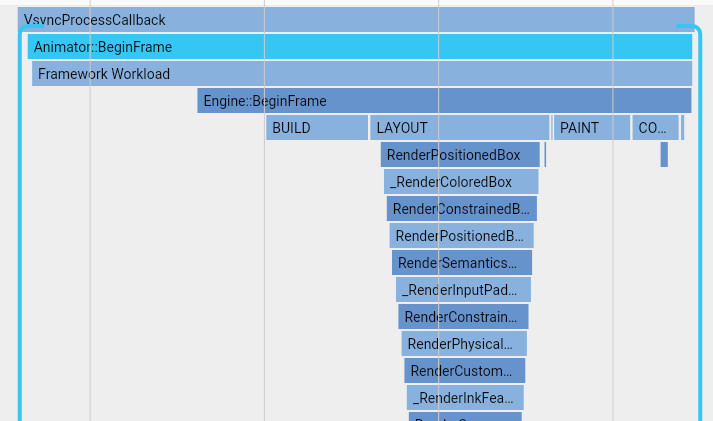 VsyncProcessCallback
Animator::BeginFrame
Framework Workload
Engine::BeginFrame
BUILD LAYOUT PAINT CO…
RenderPositionedBox
_RenderColoredBox
RenderConstrainedB…
RenderPositionedB…
RenderSemantics…
_RenderInputPad…
RenderConstrain…
RenderPhysical…
RenderCustom…
_RenderInkFea…